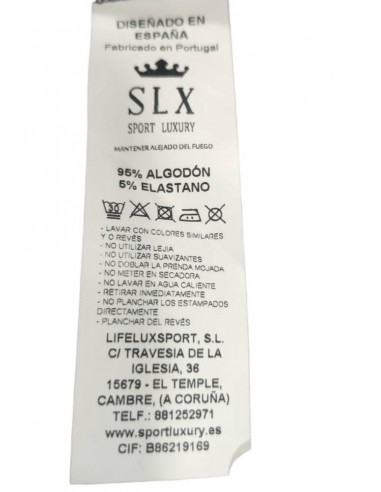 DISEÑADO EN
ESPAÑA
Fabricado en Portugal
SLX
SPORT LUXURY
MANTENER ALEJADO DEL FUEGO
95% ALGODÓN
5% ELASTANO
30
- LAVAR CON COLORES SIMILARES
Y/O REVÉS
- NO UTILIZAR LEJIA
- NO UTILIZAR SUAVIZANTES
- NO DOBLAR LA PRENDA MOJADA
- NO METER EN SECADORA
- NO LAVAR EN AGUA CALIENTE
- RETIRAR INMEDIATAMENTE
- NO PLANCHAR LOS ESTAMPADOS
DIRECTAMENTE
- PLANCHAR DEL REVÉS
LIFELUXSPORT, S.L.
C/ TRAVESIA DE LA
IGLESIA, 36
15679 - EL TEMPLE,
CAMBRE, (A CORUÑA)
TELF.: 881252971
www.sportluxury.es
CIF: B86219169